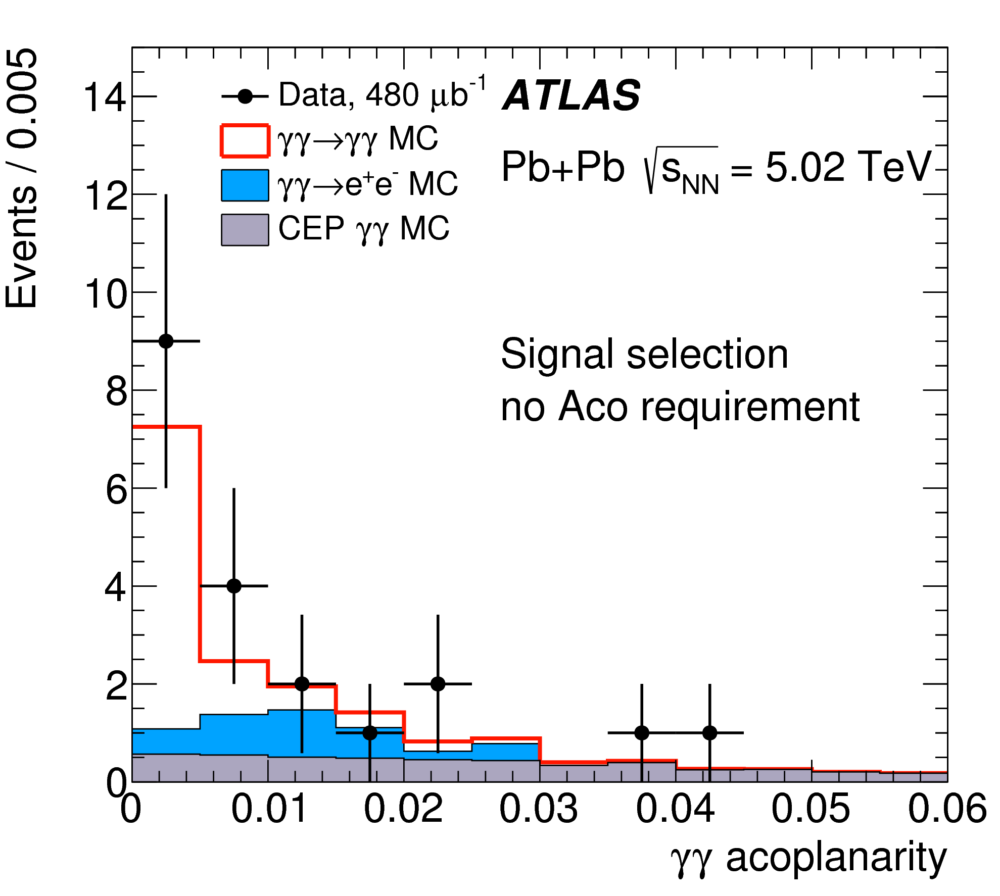 Events / 0.005
14
12
10
8
6
4
2
0
Data, 480 μb⁻¹
γγ→γγ MC
γγ→e⁺e⁻ MC
CEP γγ MC
ATLAS
Pb+Pb √sNN = 5.02 TeV
Signal selection
no Aco requirement
0 0.01 0.02 0.03 0.04 0.05 0.06
γγ acoplanarity